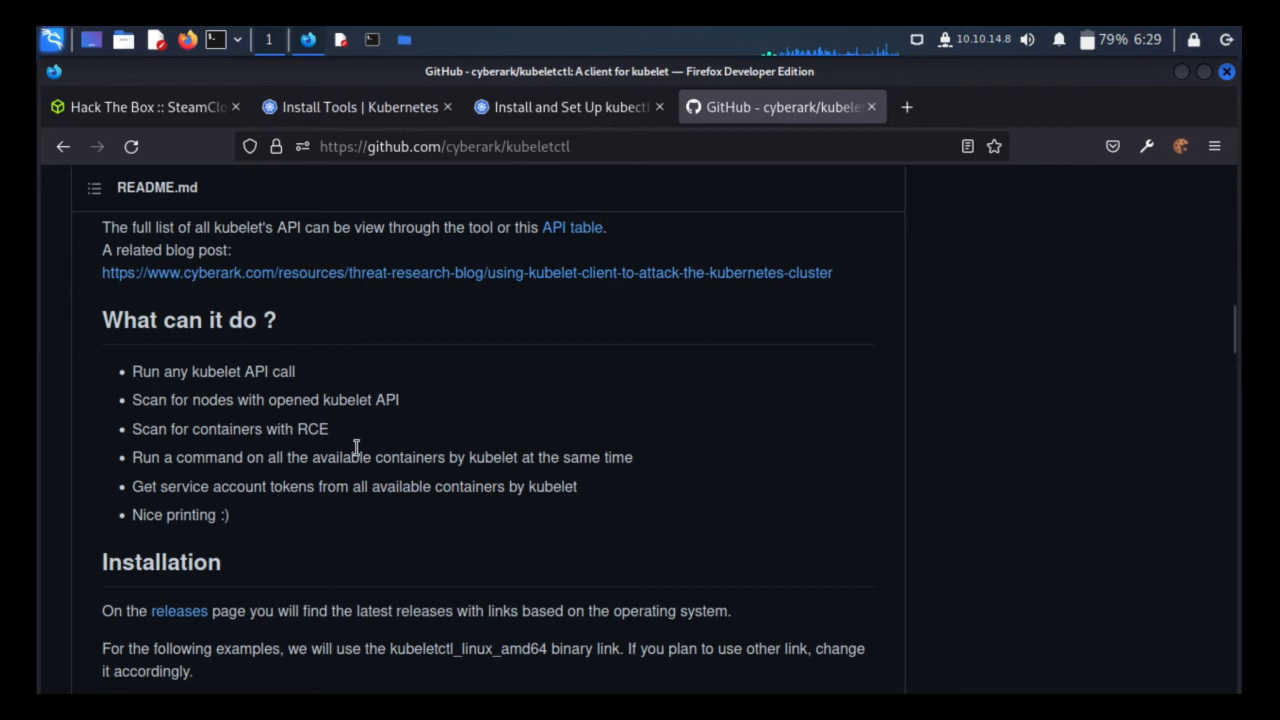 1
10.10.14.8
79%
6:29
GitHub - cyberark/kubeletctl: A client for kubelet — Firefox Developer Edition
Hack The Box :: SteamClo
Install Tools | Kubernetes
Install and Set Up kubectl
GitHub - cyberark/kubele
https://github.com/cyberark/kubeletctl
README.md
The full list of all kubelet's API can be view through the tool or this API table.
A related blog post:
https://www.cyberark.com/resources/threat-research-blog/using-kubelet-client-to-attack-the-kubernetes-cluster
What can it do ?
• Run any kubelet API call
• Scan for nodes with opened kubelet API
• Scan for containers with RCE
• Run a command on all the available containers by kubelet at the same time
• Get service account tokens from all available containers by kubelet
• Nice printing :)
Installation
On the releases page you will find the latest releases with links based on the operating system.
For the following examples, we will use the kubeletctl_linux_amd64 binary link. If you plan to use other link, change
it accordingly.